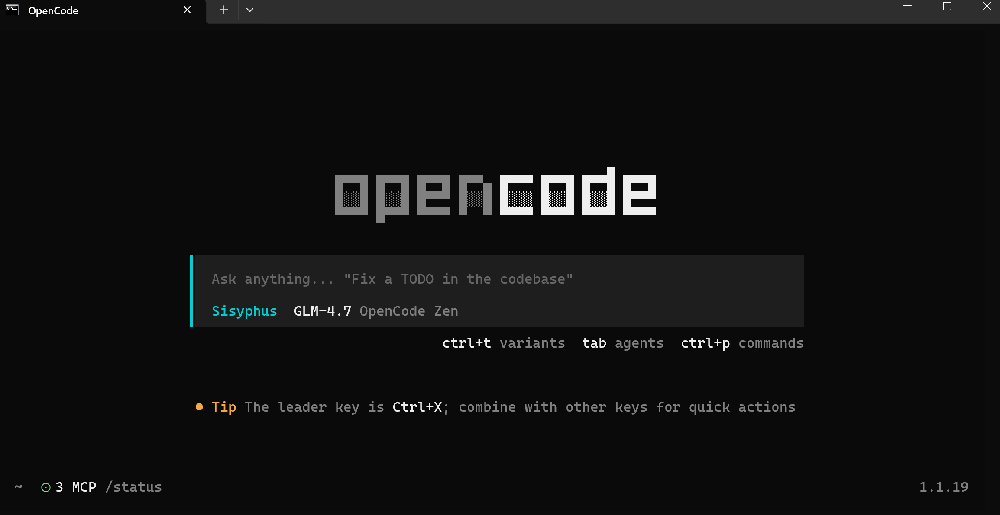 OpenCode
opencode
Ask anything... "Fix a TODO in the codebase"
Sisyphus GLM-4.7 OpenCode Zen
ctrl+t variants tab agents ctrl+p commands
● Tip The leader key is Ctrl+X; combine with other keys for quick actions
~ ⊙ 3 MCP /status
1.1.19